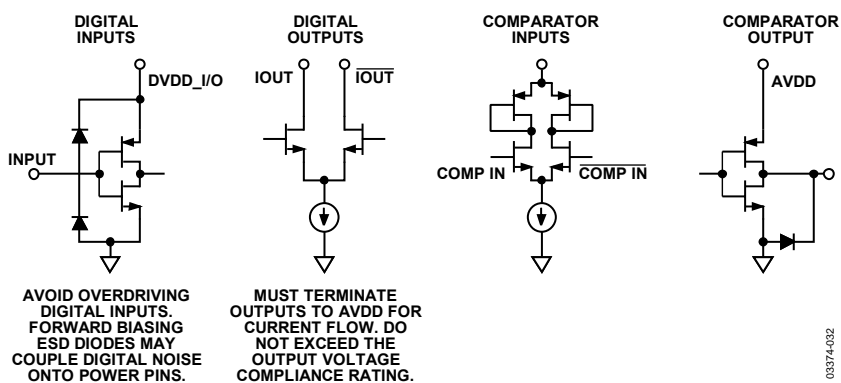 DIGITAL
INPUTS
DVDD_I/O
INPUT
AVOID OVERDRIVING
DIGITAL INPUTS.
FORWARD BIASING
ESD DIODES MAY
COUPLE DIGITAL NOISE
ONTO POWER PINS.
DIGITAL
OUTPUTS
IOUT
IOUT
MUST TERMINATE
OUTPUTS TO AVDD FOR
CURRENT FLOW. DO
NOT EXCEED THE
OUTPUT VOLTAGE
COMPLIANCE RATING.
COMPARATOR
INPUTS
COMP IN
COMP IN
COMPARATOR
OUTPUT
AVDD
03374-032